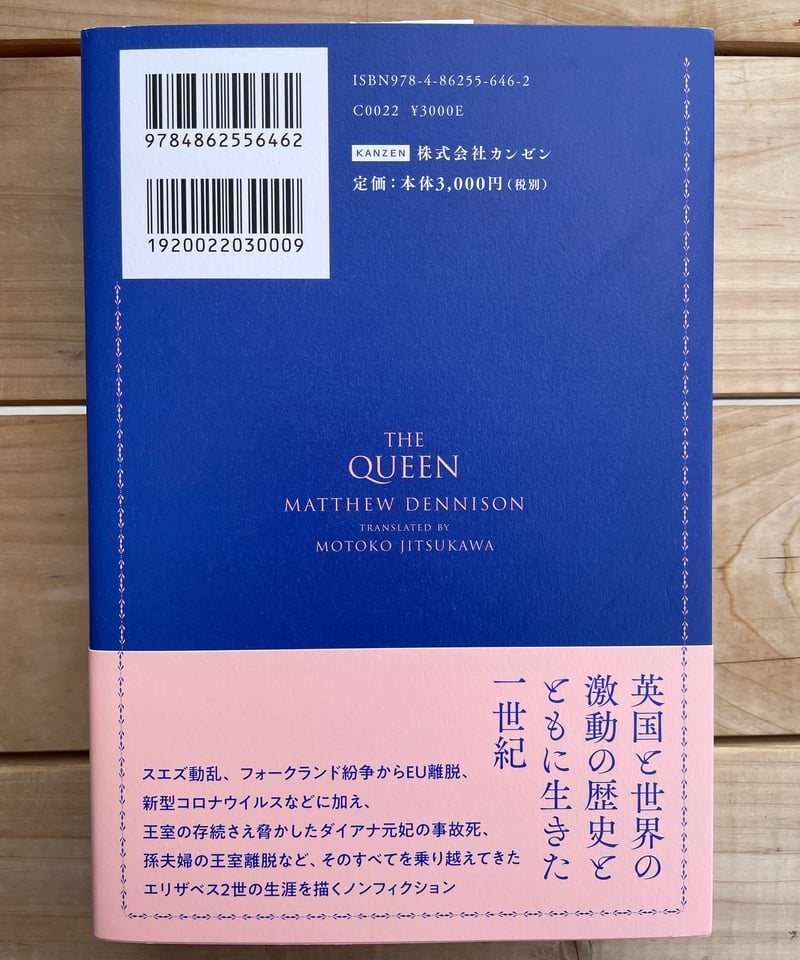 9784862556462
1920022030009
ISBN978-4-86255-646-2
C0022 ¥3000E
KANZEN 株式会社カンゼン
定価：本体3,000円（税別）
THE
QUEEN
MATTHEW DENNISON
TRANSLATED BY
MOTOKO JITSUKAWA
英国と世界の
激動の歴史と
ともに生きた
一世紀
スエズ動乱、フォークランド紛争からEU離脱、
新型コロナウイルスなどに加え、
王室の存続さえ脅かしたダイアナ元妃の事故死、
孫夫婦の王室離脱など、そのすべてを乗り越えてきた
エリザベス2世の生涯を描くノンフィクション